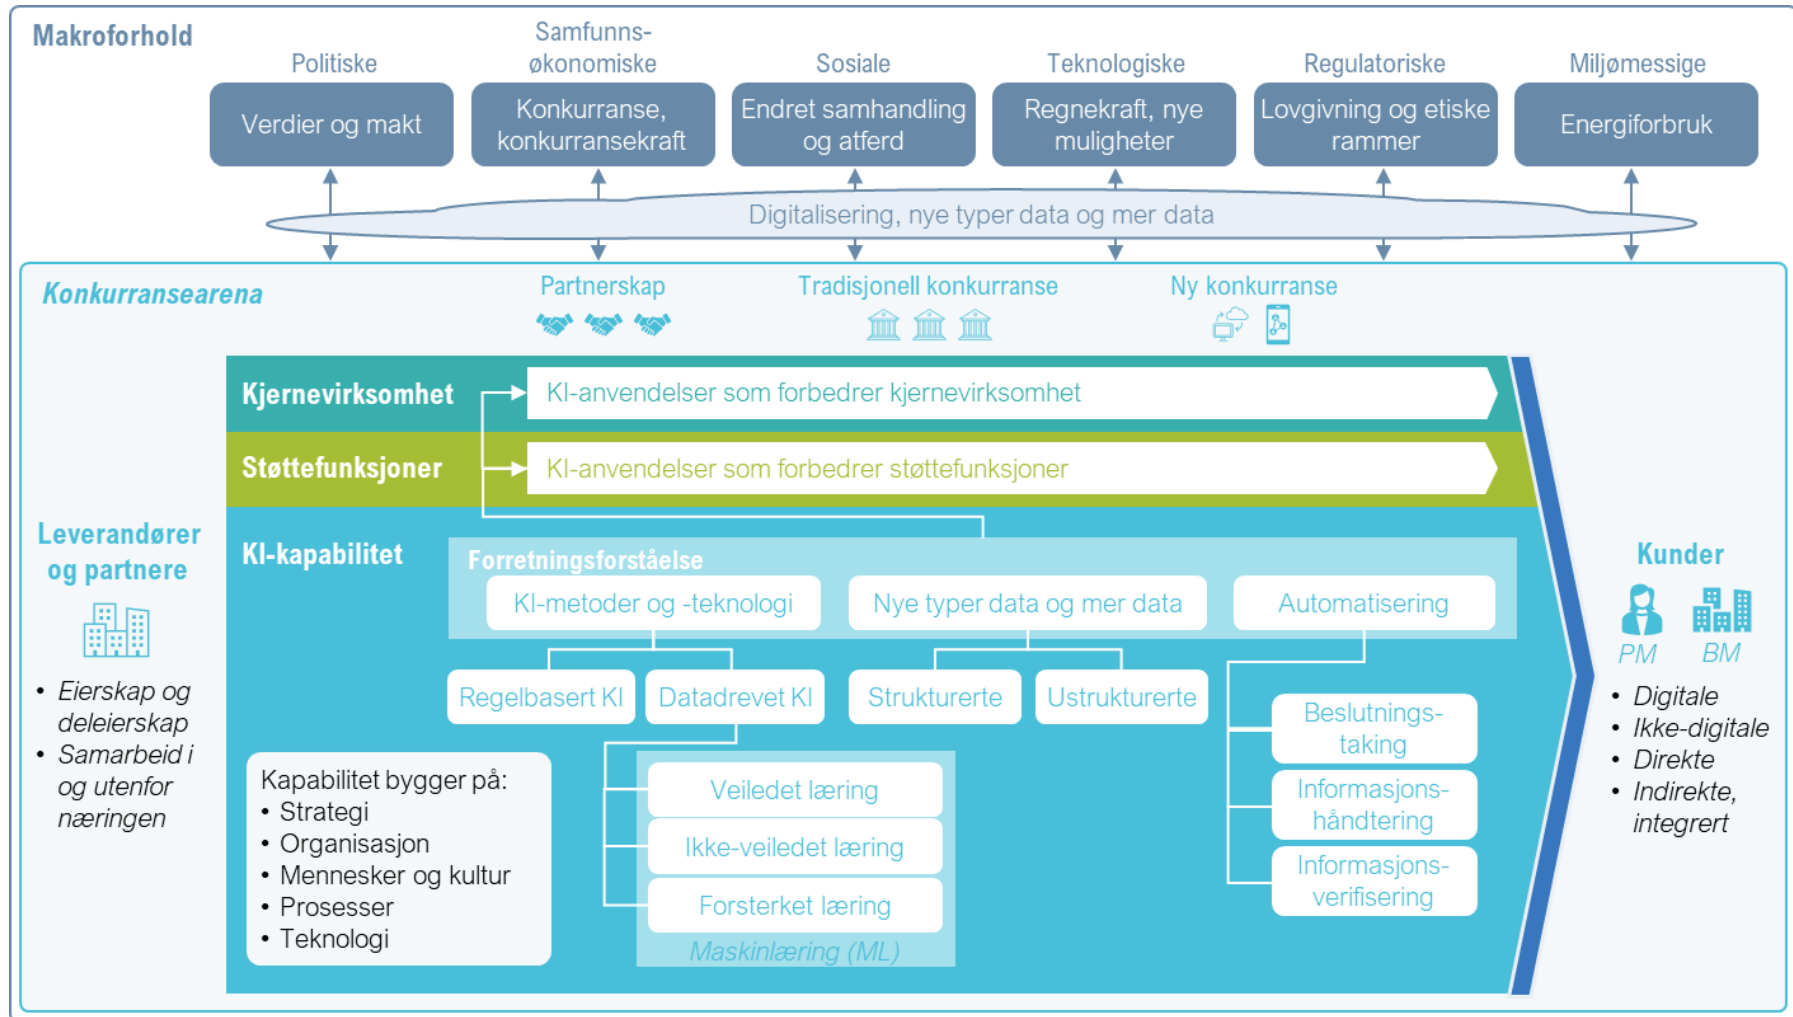 Makroforhold
Politiske
Samfunns-
økonomiske
Sosiale
Teknologiske
Regulatoriske
Miljømessige
Verdier og makt
Konkurranse,
konkurransekraft
Endret samhandling
og atferd
Regnekraft, nye
muligheter
Lovgivning og etiske
rammer
Energiforbruk
Digitalisering, nye typer data og mer data
Konkurransearena
Partnerskap
Tradisjonell konkurranse
Ny konkurranse
Kjernevirksomhet
KI-anvendelser som forbedrer kjernevirksomhet
Støttefunksjoner
KI-anvendelser som forbedrer støttefunksjoner
Leverandører
og partnere
• Eierskap og
deleierskap
• Samarbeid i
og utenfor
næringen
KI-kapabilitet
Forretningsforståelse
KI-metoder og -teknologi
Nye typer data og mer data
Automatisering
Regelbasert KI
Datadrevet KI
Strukturerte
Ustrukturerte
Beslutnings-
taking
Informasjons-
håndtering
Informasjons-
verifisering
Veiledet læring
Ikke-veiledet læring
Forsterket læring
Maskinlæring (ML)
Kapabilitet bygger på:
• Strategi
• Organisasjon
• Mennesker og kultur
• Prosesser
• Teknologi
Kunder
PM
BM
• Digitale
• Ikke-digitale
• Direkte
• Indirekte,
integrert